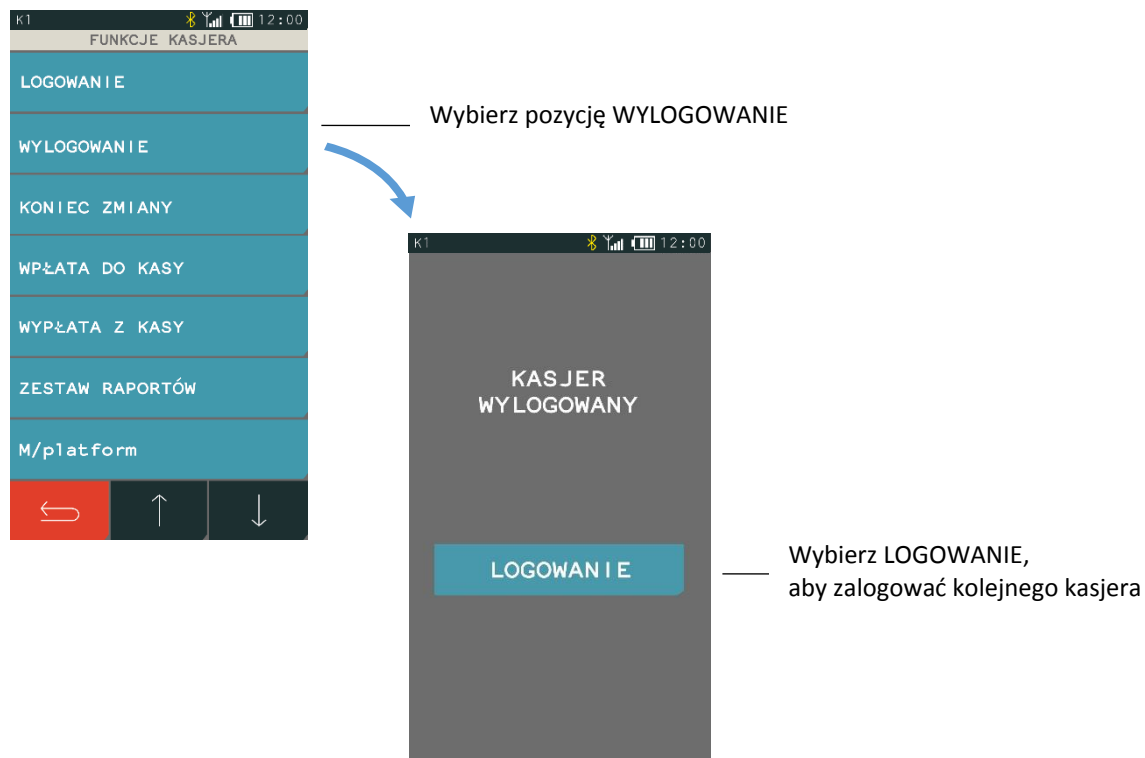 K1 12:00
FUNKCJE KASJERA
LOGOWANIE
WYLOGOWANIE
KONIEC ZMIANY
WPŁATA DO KASY
WYPŁATA Z KASY
ZESTAW RAPORTÓW
M/platform
Wybierz pozycję WYLOGOWANIE
K1 12:00
KASJER
WYLOGOWANY
LOGOWANIE
Wybierz LOGOWANIE,
aby zalogować kolejnego kasjera